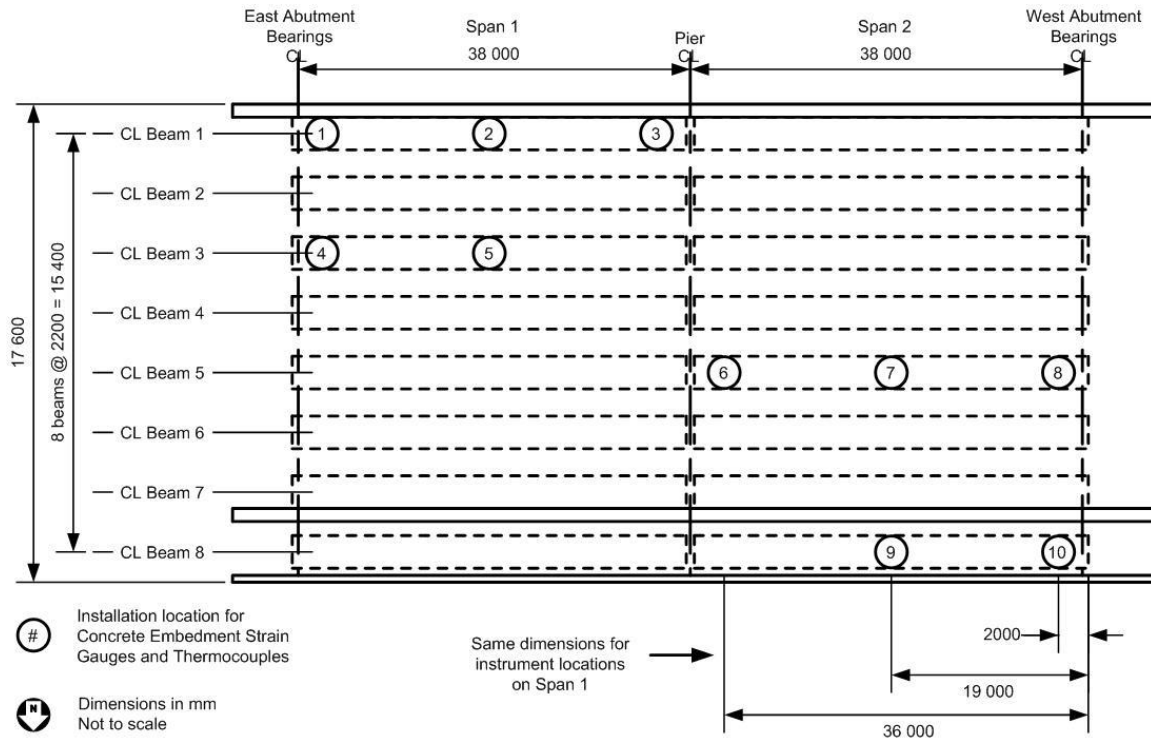 East Abutment
Bearings
CL
Span 1
38 000
Pier
CL
Span 2
38 000
West Abutment
Bearings
CL
17 600
8 beams @ 2200 = 15 400
CL Beam 1
1
2
3
CL Beam 2
CL Beam 3
4
5
CL Beam 4
CL Beam 5
6
7
8
CL Beam 6
CL Beam 7
CL Beam 8
9
10
#
Installation location for
Concrete Embedment Strain
Gauges and Thermocouples
N
Dimensions in mm
Not to scale
Same dimensions for
instrument locations
on Span 1
2000
19 000
36 000